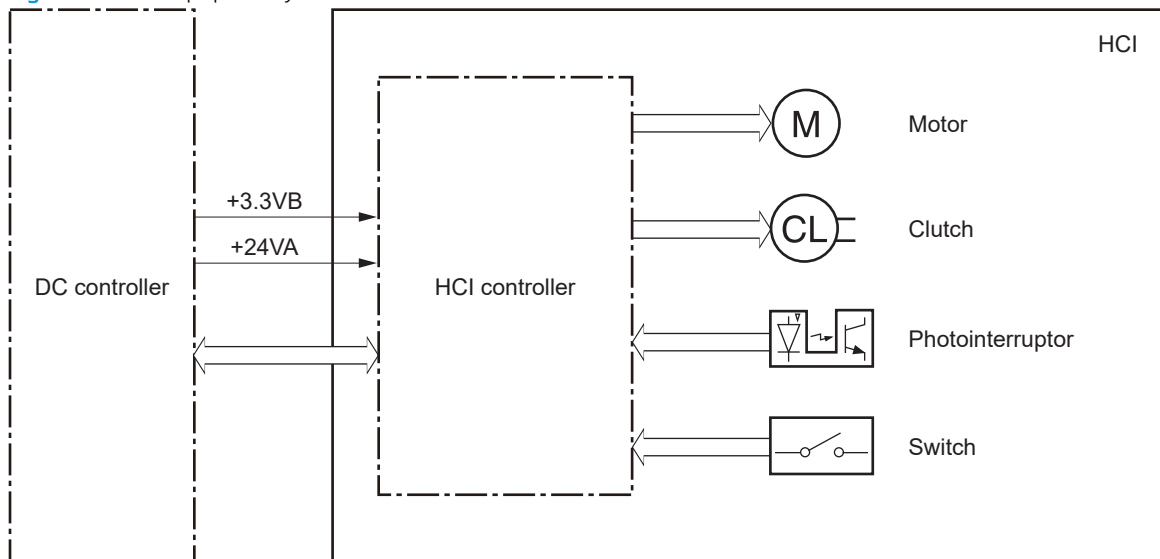 HCI
M
Motor
+3.3VB
CL
Clutch
+24VA
DC controller
HCI controller
Photointerruptor
Switch